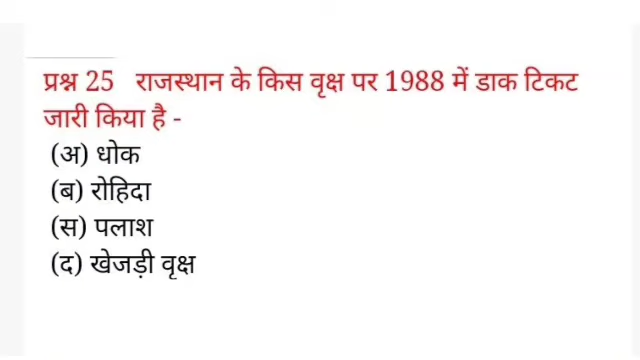 प्रश्न 25 राजस्थान के किस वृक्ष पर 1988 में डाक टिकट
जारी किया है -
(अ) धोक
(ब) रोहिदा
(स) पलाश
(द) खेजड़ी वृक्ष